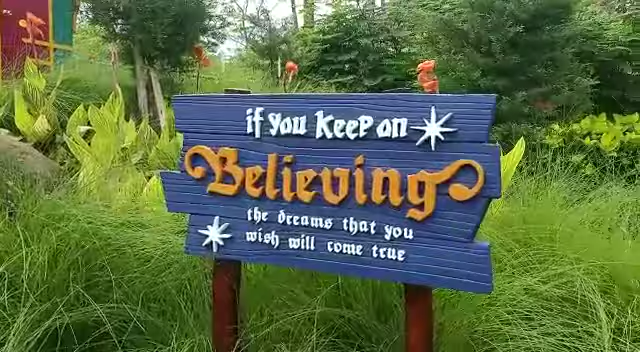 if you Keep on
Believing
the dreams that you
wish will come true